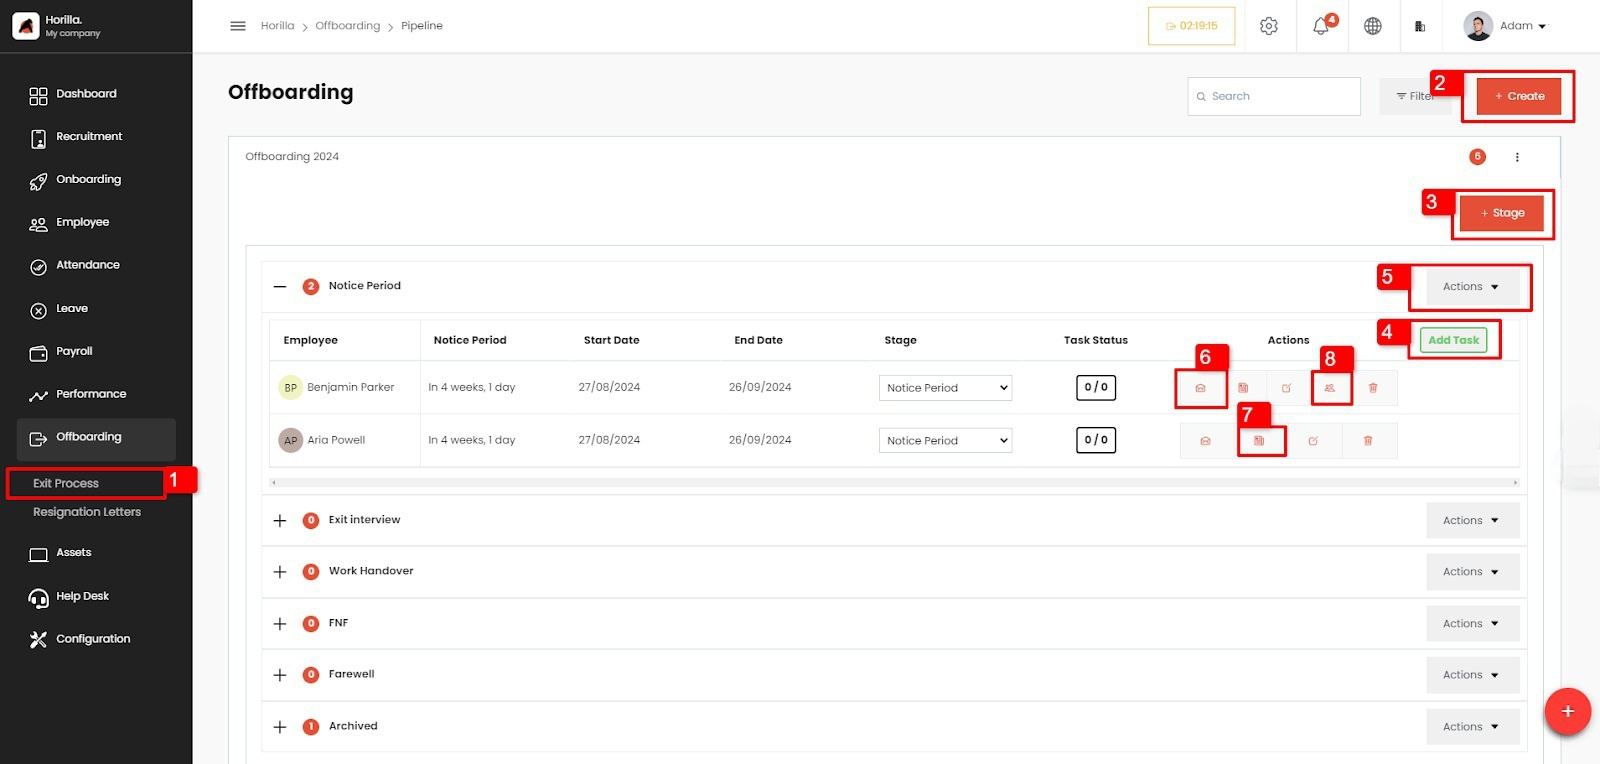 Horilla.
My company
Horilla > Offboarding > Pipeline
02:19:15
4
Adam
Dashboard
Recruitment
Onboarding
Employee
Attendance
Leave
Payroll
Performance
Offboarding
Exit Process
1
Resignation Letters
Assets
Help Desk
Configuration
Offboarding
Search
Filter
2
+ Create
Offboarding 2024
6
3
+ Stage
2 Notice Period
5
Actions
Employee Notice Period Start Date End Date Stage Task Status Actions
4
Add Task
6
8
BP Benjamin Parker In 4 weeks, 1 day 27/08/2024 26/09/2024 Notice Period 0 / 0
7
AP Aria Powell In 4 weeks, 1 day 27/08/2024 26/09/2024 Notice Period 0 / 0
0 Exit interview Actions
0 Work Handover Actions
0 FNF Actions
0 Farewell Actions
1 Archived Actions
+